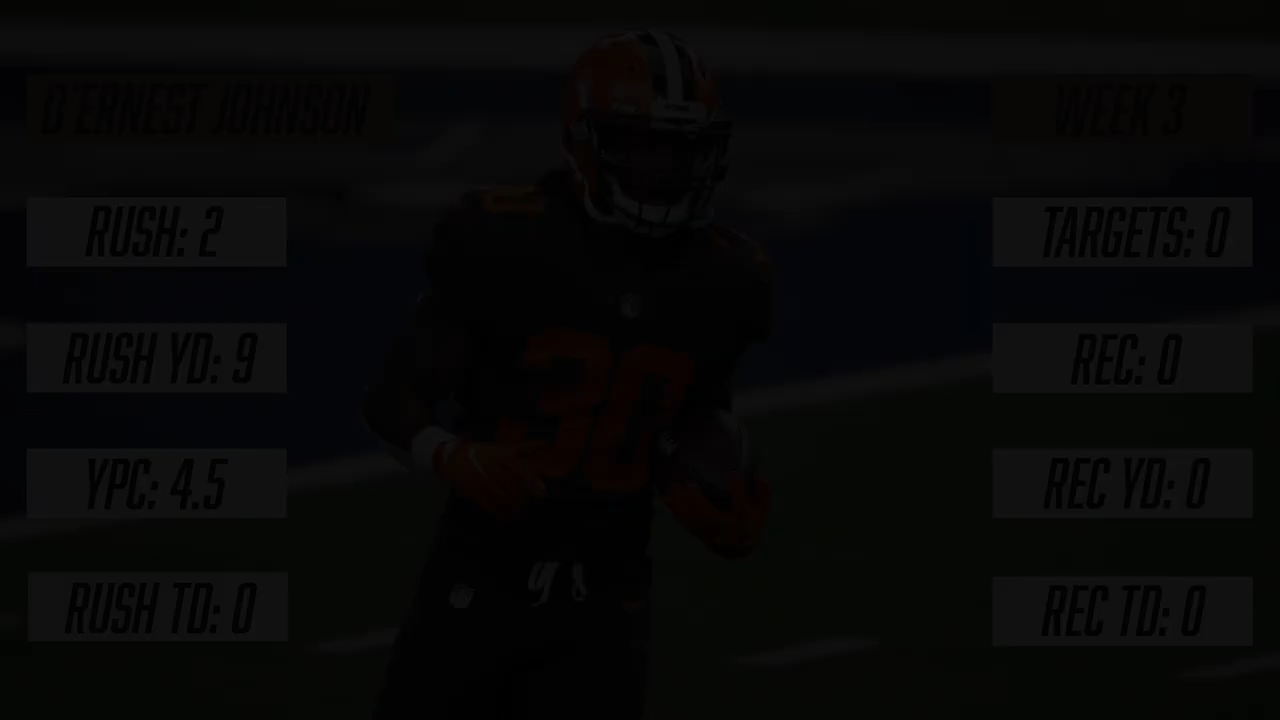 D'ERNEST JOHNSON
WEEK 3
RUSH: 2
TARGETS: 0
RUSH YD: 9
REC: 0
YPC: 4.5
REC YD: 0
RUSH TD: 0
REC TD: 0
30